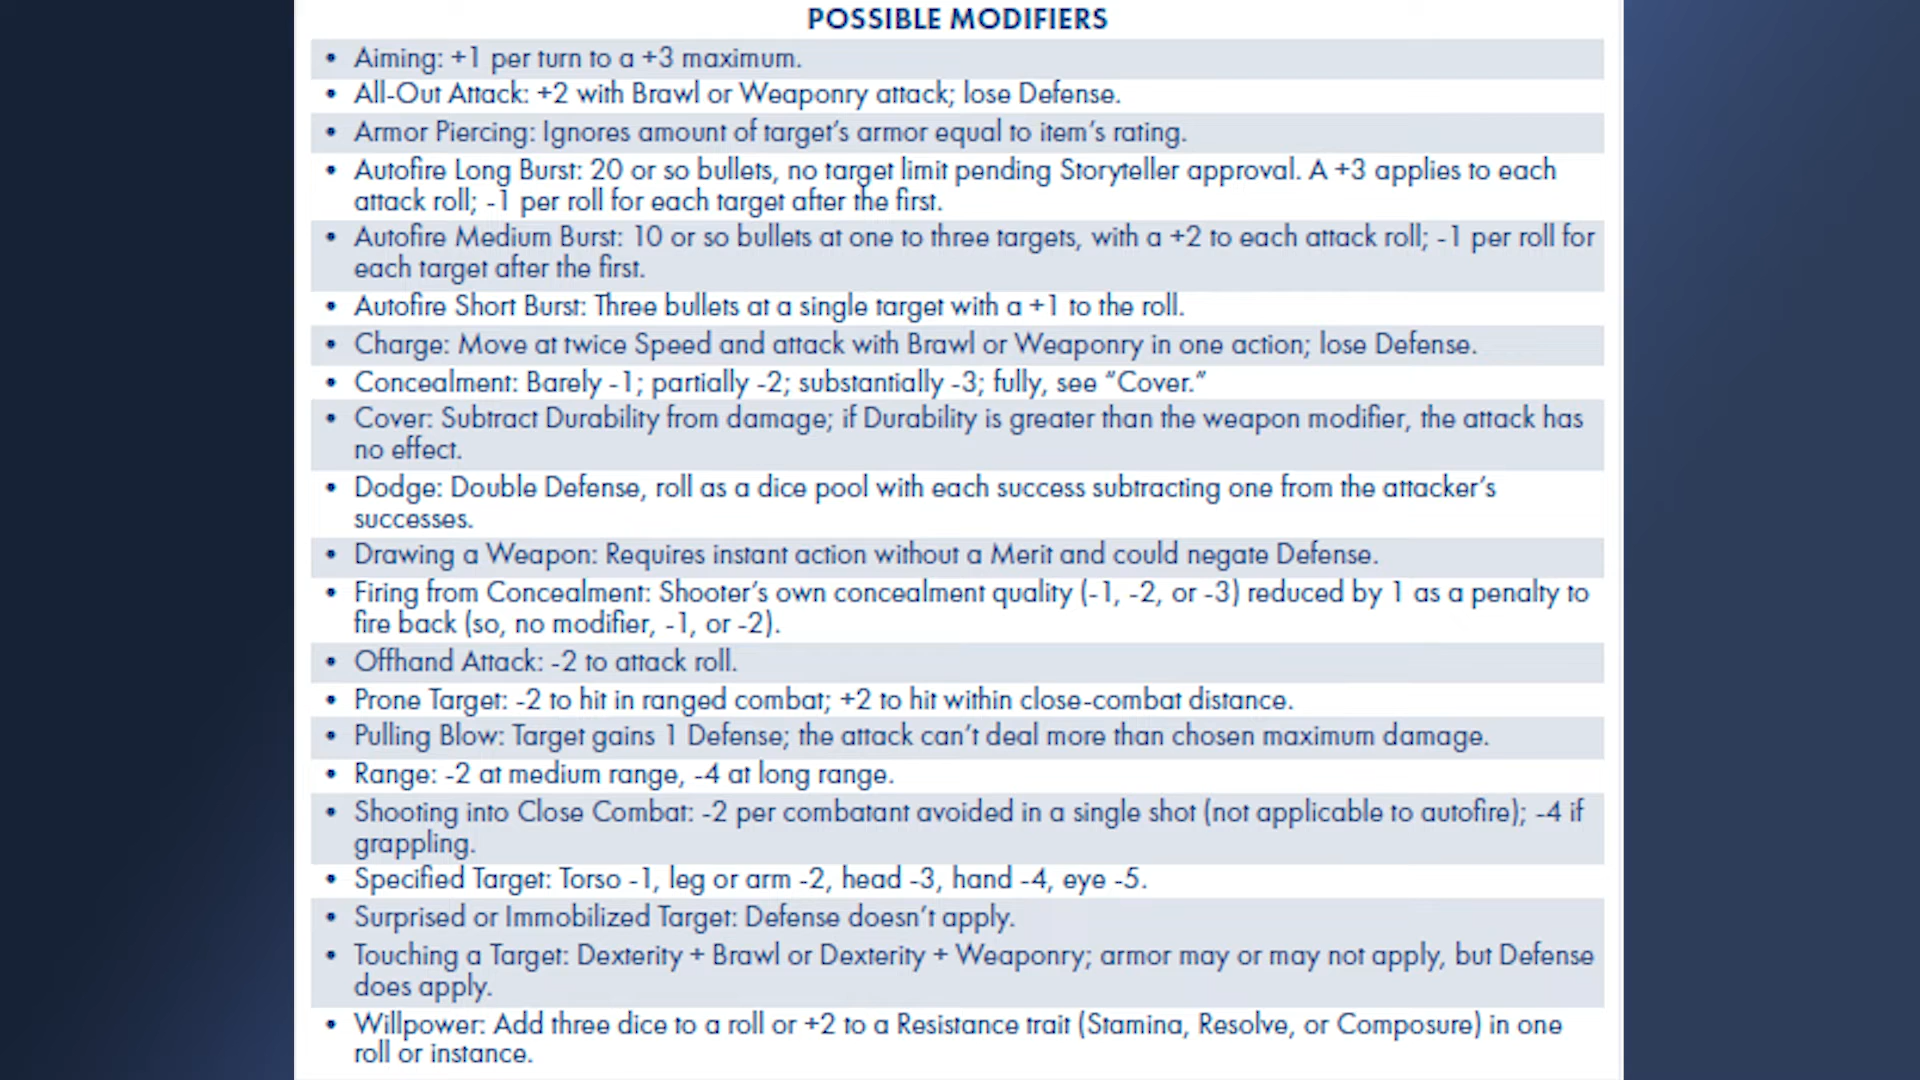 POSSIBLE MODIFIERS
• Aiming: +1 per turn to a +3 maximum.
• All-Out Attack: +2 with Brawl or Weaponry attack; lose Defense.
• Armor Piercing: Ignores amount of target's armor equal to item's rating.
• Autofire Long Burst: 20 or so bullets, no target limit pending Storyteller approval. A +3 applies to each
attack roll; -1 per roll for each target after the first.
• Autofire Medium Burst: 10 or so bullets at one to three targets, with a +2 to each attack roll; -1 per roll for
each target after the first.
• Autofire Short Burst: Three bullets at a single target with a +1 to the roll.
• Charge: Move at twice Speed and attack with Brawl or Weaponry in one action; lose Defense.
• Concealment: Barely -1; partially -2; substantially -3; fully, see “Cover.”
• Cover: Subtract Durability from damage; if Durability is greater than the weapon modifier, the attack has
no effect.
• Dodge: Double Defense, roll as a dice pool with each success subtracting one from the attacker's
successes.
• Drawing a Weapon: Requires instant action without a Merit and could negate Defense.
• Firing from Concealment: Shooter's own concealment quality (-1, -2, or -3) reduced by 1 as a penalty to
fire back (so, no modifier, -1, or -2).
• Offhand Attack: -2 to attack roll.
• Prone Target: -2 to hit in ranged combat; +2 to hit within close-combat distance.
• Pulling Blow: Target gains 1 Defense; the attack can't deal more than chosen maximum damage.
• Range: -2 at medium range, -4 at long range.
• Shooting into Close Combat: -2 per combatant avoided in a single shot (not applicable to autofire); -4 if
grappling.
• Specified Target: Torso -1, leg or arm -2, head -3, hand -4, eye -5.
• Surprised or Immobilized Target: Defense doesn't apply.
• Touching a Target: Dexterity + Brawl or Dexterity + Weaponry; armor may or may not apply, but Defense
does apply.
• Willpower: Add three dice to a roll or +2 to a Resistance trait (Stamina, Resolve, or Composure) in one
roll or instance.